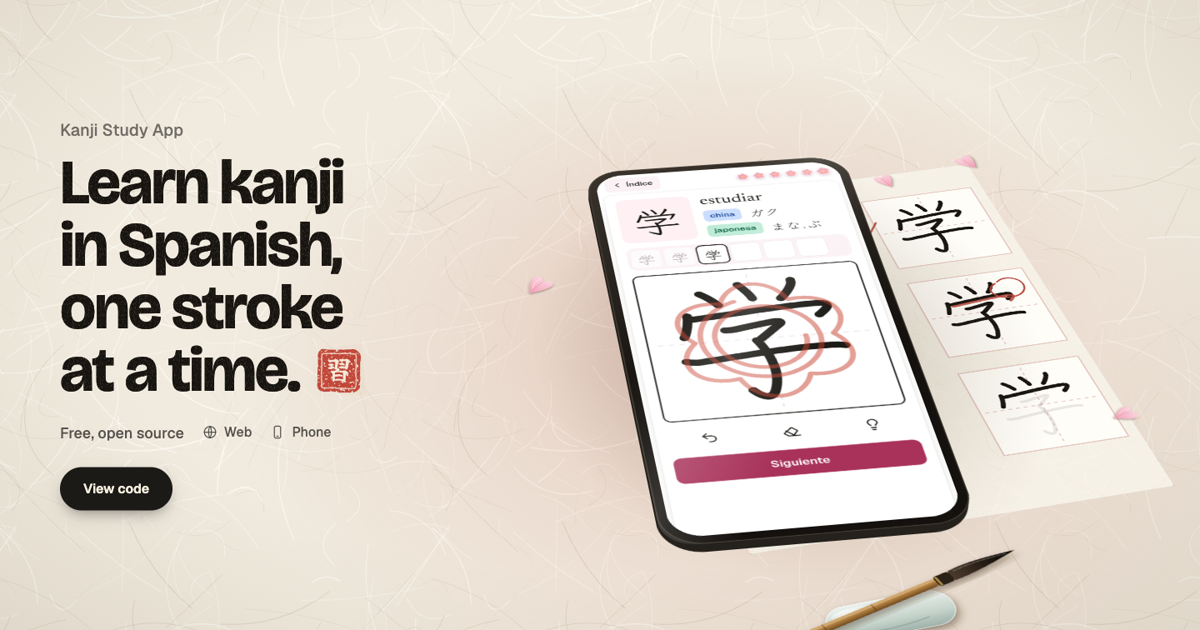 Kanji Study App
Learn kanji
in Spanish,
one stroke
at a time.
習
Free, open source
Web
Phone
View code
Índice
学
estudiar
china ガク
japonesa まな.ぶ
学 学 学
学
Siguiente
学
学
学